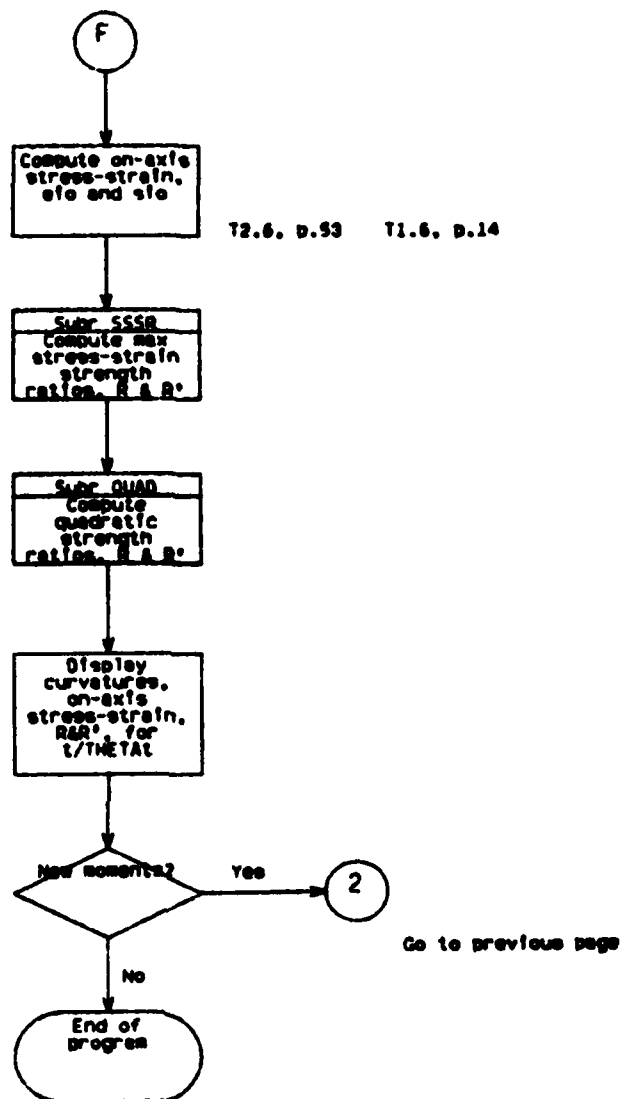 F
Compute on-axis
stress-strain,
eio and sio
T2.6, p.53 T1.6, p.14
Subr SSSR
Compute max
stress-strain
strength
ratios, R & R'
Subr QUAD
Compute
quadratic
strength
ratios, R & R'
Display
curvatures,
on-axis
stress-strain,
R&R', for
t/THETAt
New moments?
Yes
2
Go to previous page
No
End of
program